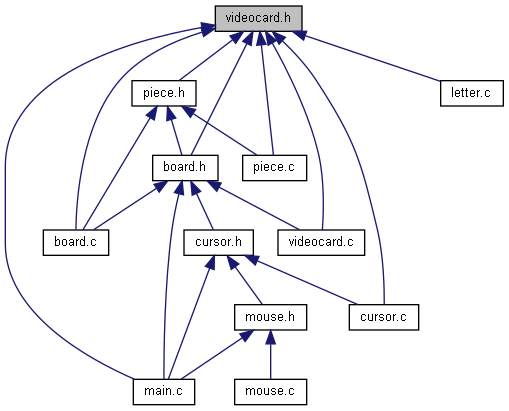 videocard.h
piece.h
letter.c
board.h
piece.c
board.c
cursor.h
videocard.c
mouse.h
cursor.c
main.c
mouse.c